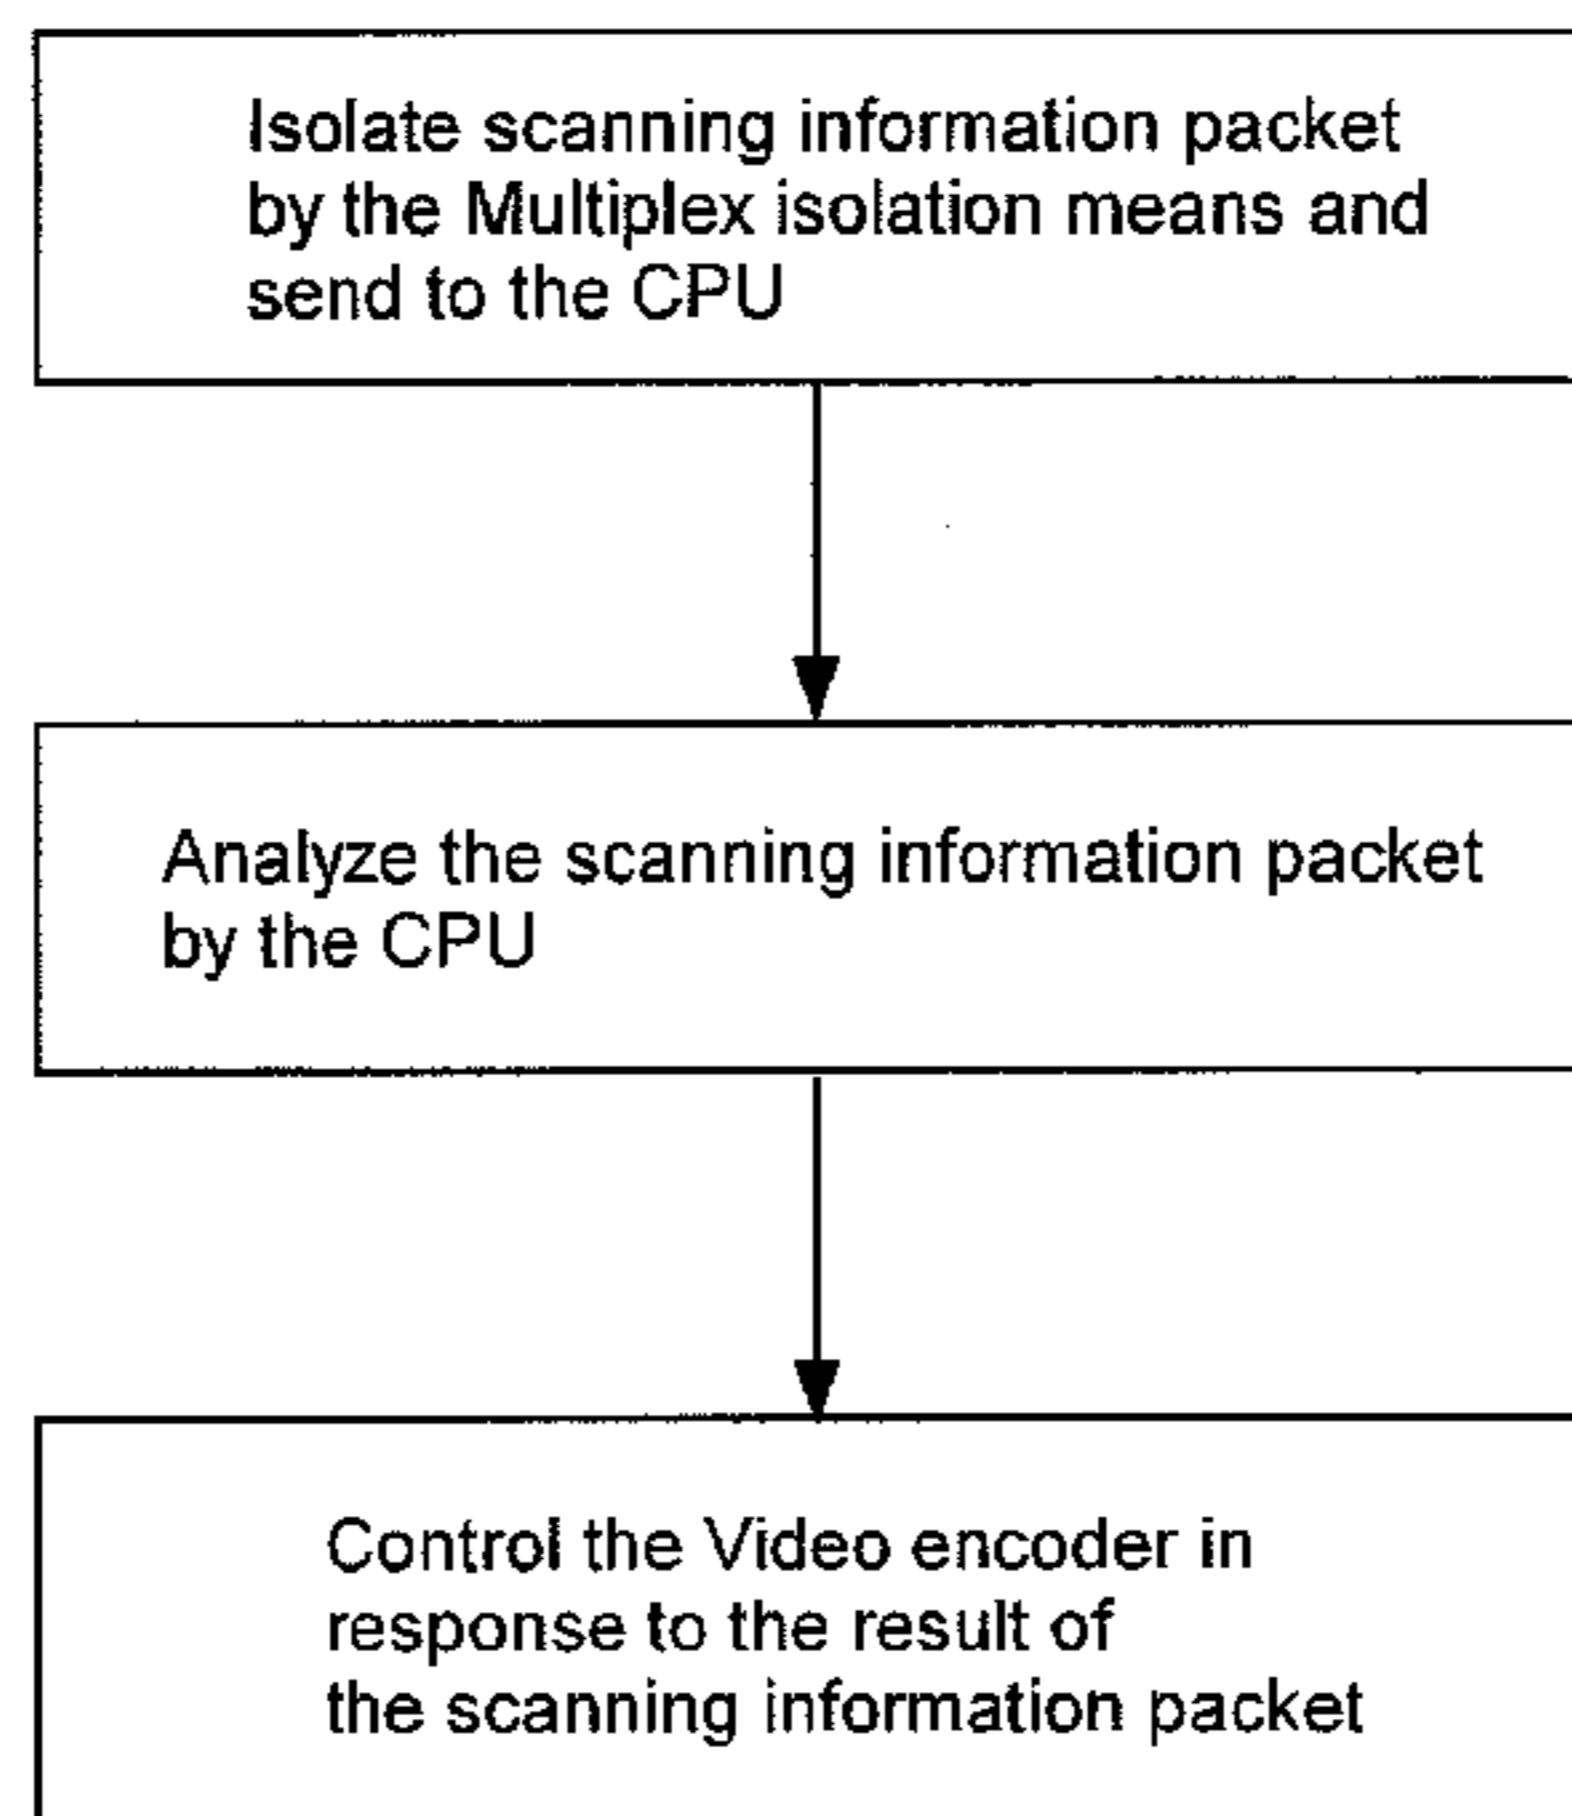 Isolate scanning information packet
by the Multiplex isolation means and
send to the CPU
Analyze the scanning information packet
by the CPU
Control the Video encoder in
response to the result of
the scanning information packet